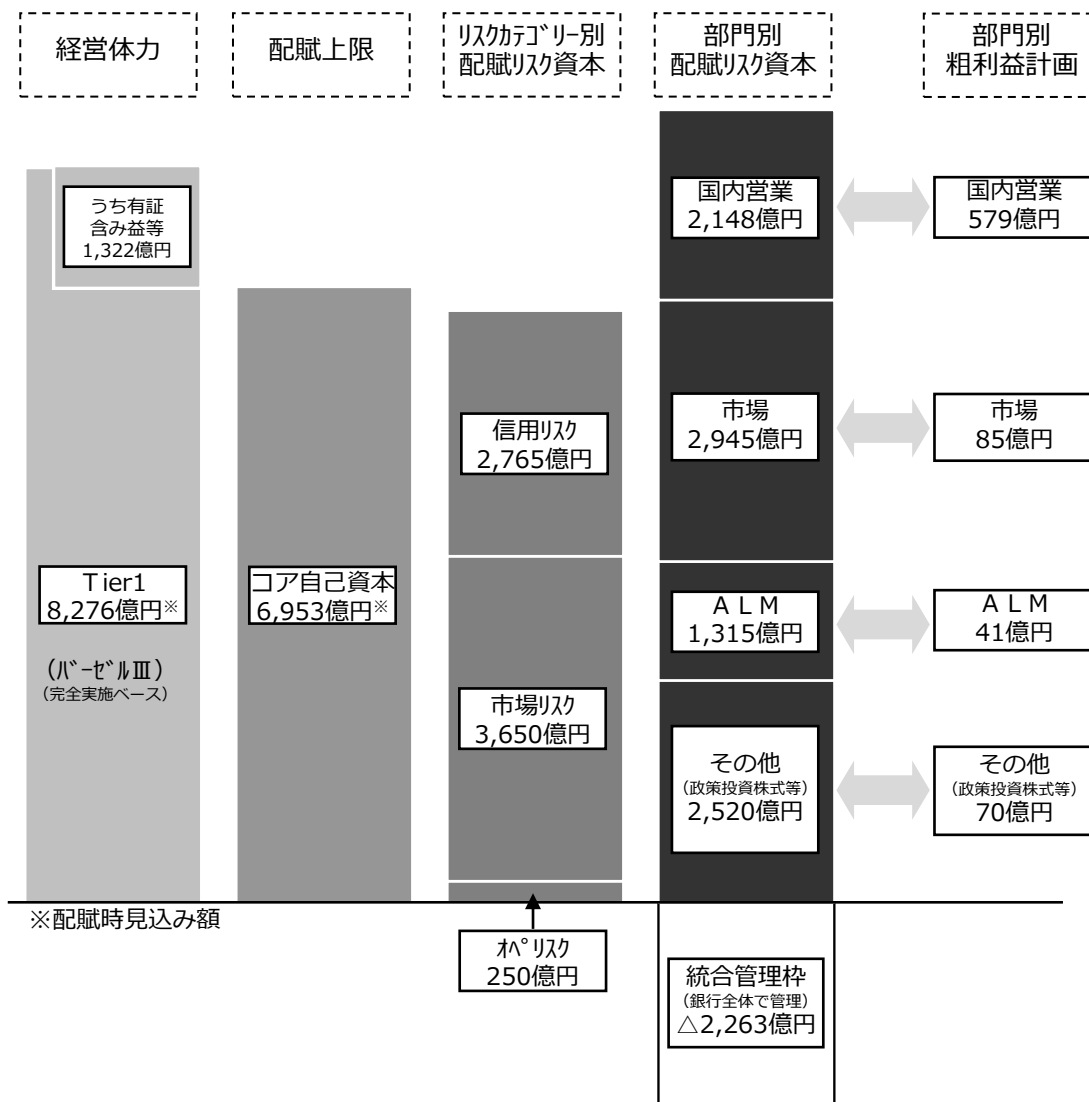 経営体力
配賦上限
ﾘｽｸｶﾃｺﾞﾘｰ別
配賦ﾘｽｸ資本
部門別
配賦ﾘｽｸ資本
部門別
粗利益計画
うち有証
含み益等
1,322億円
Tier1
8,276億円※
(ﾊﾞｰｾﾞﾙⅢ)
（完全実施ベース）
コア自己資本
6,953億円※
信用ﾘｽｸ
2,765億円
市場ﾘｽｸ
3,650億円
ｵﾍﾟﾘｽｸ
250億円
国内営業
2,148億円
市場
2,945億円
ＡＬＭ
1,315億円
その他
（政策投資株式等）
2,520億円
統合管理枠
（銀行全体で管理）
△2,263億円
国内営業
579億円
市場
85億円
ＡＬＭ
41億円
その他
（政策投資株式等）
70億円
※配賦時見込み額